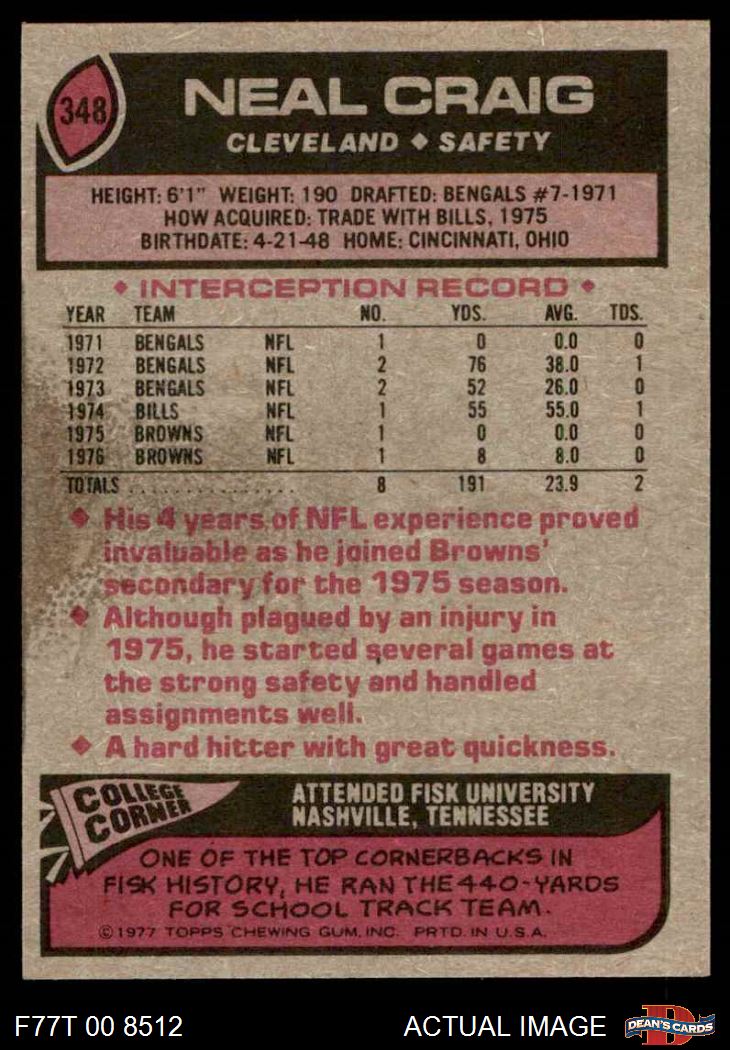 348
NEAL CRAIG
CLEVELAND ◆ SAFETY
HEIGHT: 6'1" WEIGHT: 190 DRAFTED: BENGALS #7-1971
HOW ACQUIRED: TRADE WITH BILLS, 1975
BIRTHDATE: 4-21-48 HOME: CINCINNATI, OHIO
◆ INTERCEPTION RECORD ◆
YEAR TEAM NO. YDS. AVG. TDS.
1971 BENGALS NFL 1 0 0.0 0
1972 BENGALS NFL 2 76 38.0 1
1973 BENGALS NFL 2 52 26.0 0
1974 BILLS NFL 1 55 55.0 1
1975 BROWNS NFL 1 0 0.0 0
1976 BROWNS NFL 1 8 8.0 0
TOTALS ................ 8 191 23.9 2
◆ His 4 years of NFL experience proved
invaluable as he joined Browns'
secondary for the 1975 season.
◆ Although plagued by an injury in
1975, he started several games at
the strong safety and handled
assignments well.
◆ A hard hitter with great quickness.
COLLEGE
CORNER
ATTENDED FISK UNIVERSITY
NASHVILLE, TENNESSEE
ONE OF THE TOP CORNERBACKS IN
FISK HISTORY, HE RAN THE 440-YARDS
FOR SCHOOL TRACK TEAM.
© 1977 TOPPS CHEWING GUM, INC. PRTD. IN U.S.A.
F77T 00 8512
ACTUAL IMAGE
D
DEAN'S CARDS